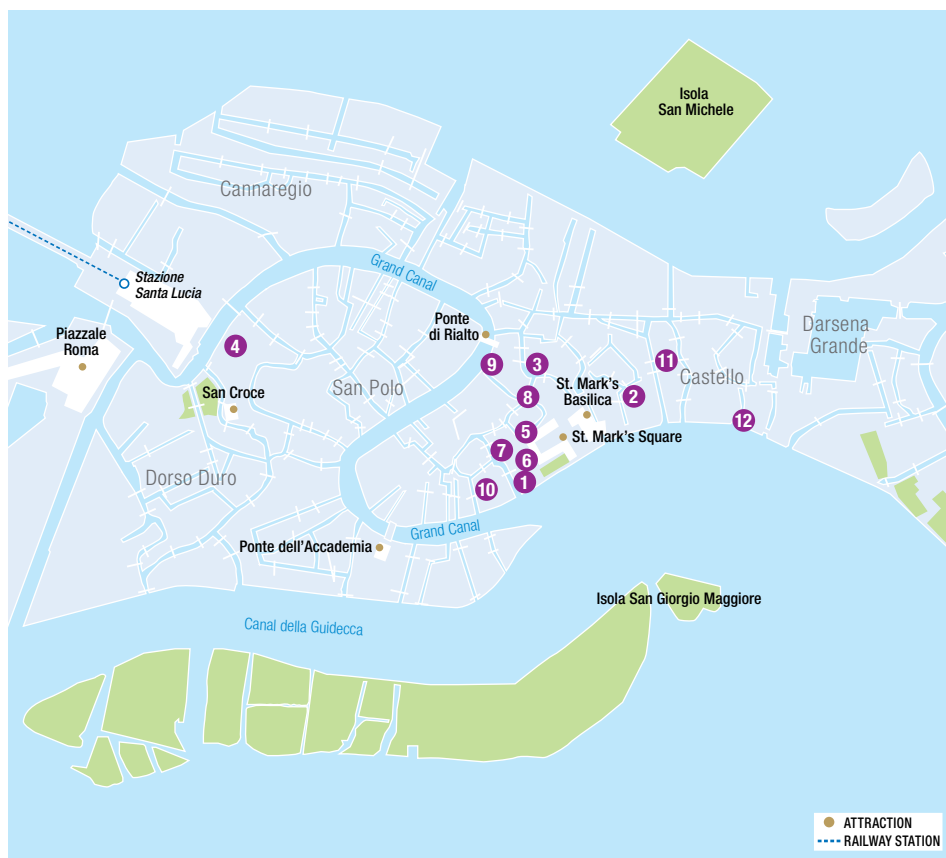 Isola
San Michele
Cannaregio
Grand Canal
Stazione
Santa Lucia
Ponte
di Rialto
Darsena
Grande
Piazzale
Roma
4
9
3
11
San Polo
St. Mark's
Basilica
Castello
San Croce
8
2
12
5
St. Mark's Square
7
6
Dorso Duro
1
10
Grand Canal
Ponte dell'Accademia
Isola San Giorgio Maggiore
Canal della Guidecca
ATTRACTION
RAILWAY STATION